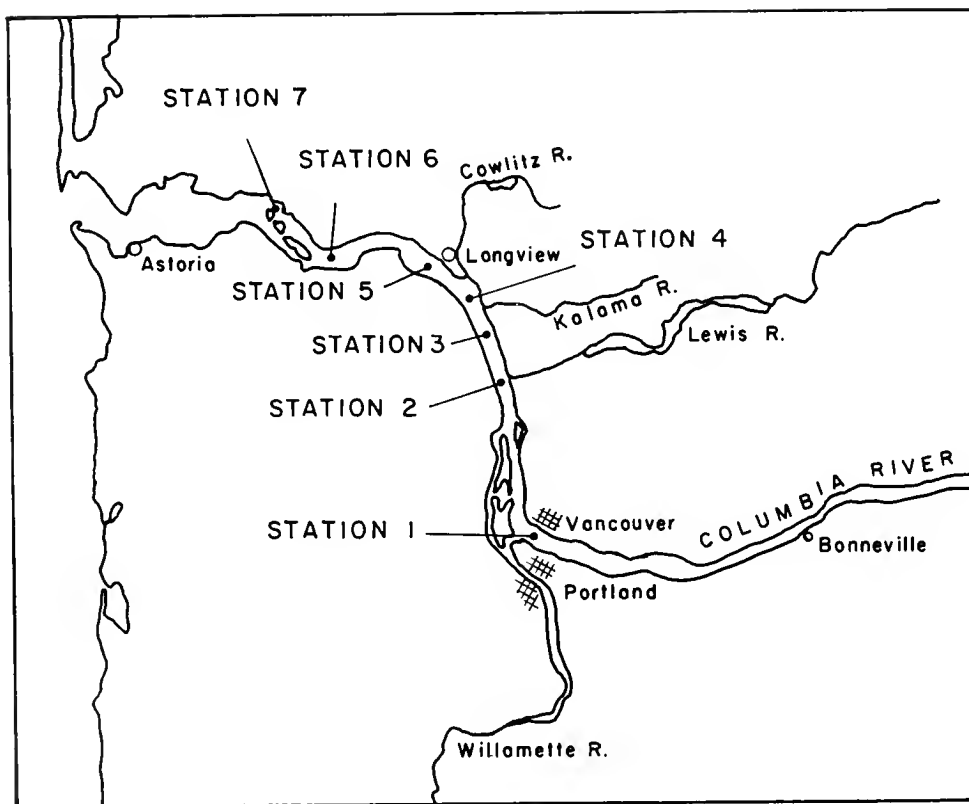 STATION 7
STATION 6
Cowlitz R.
STATION 4
Longview
Astoria
STATION 5
Kalama R.
STATION 3
Lewis R.
STATION 2
COLUMBIA RIVER
STATION 1
Vancouver
Bonneville
Portland
Willamette R.